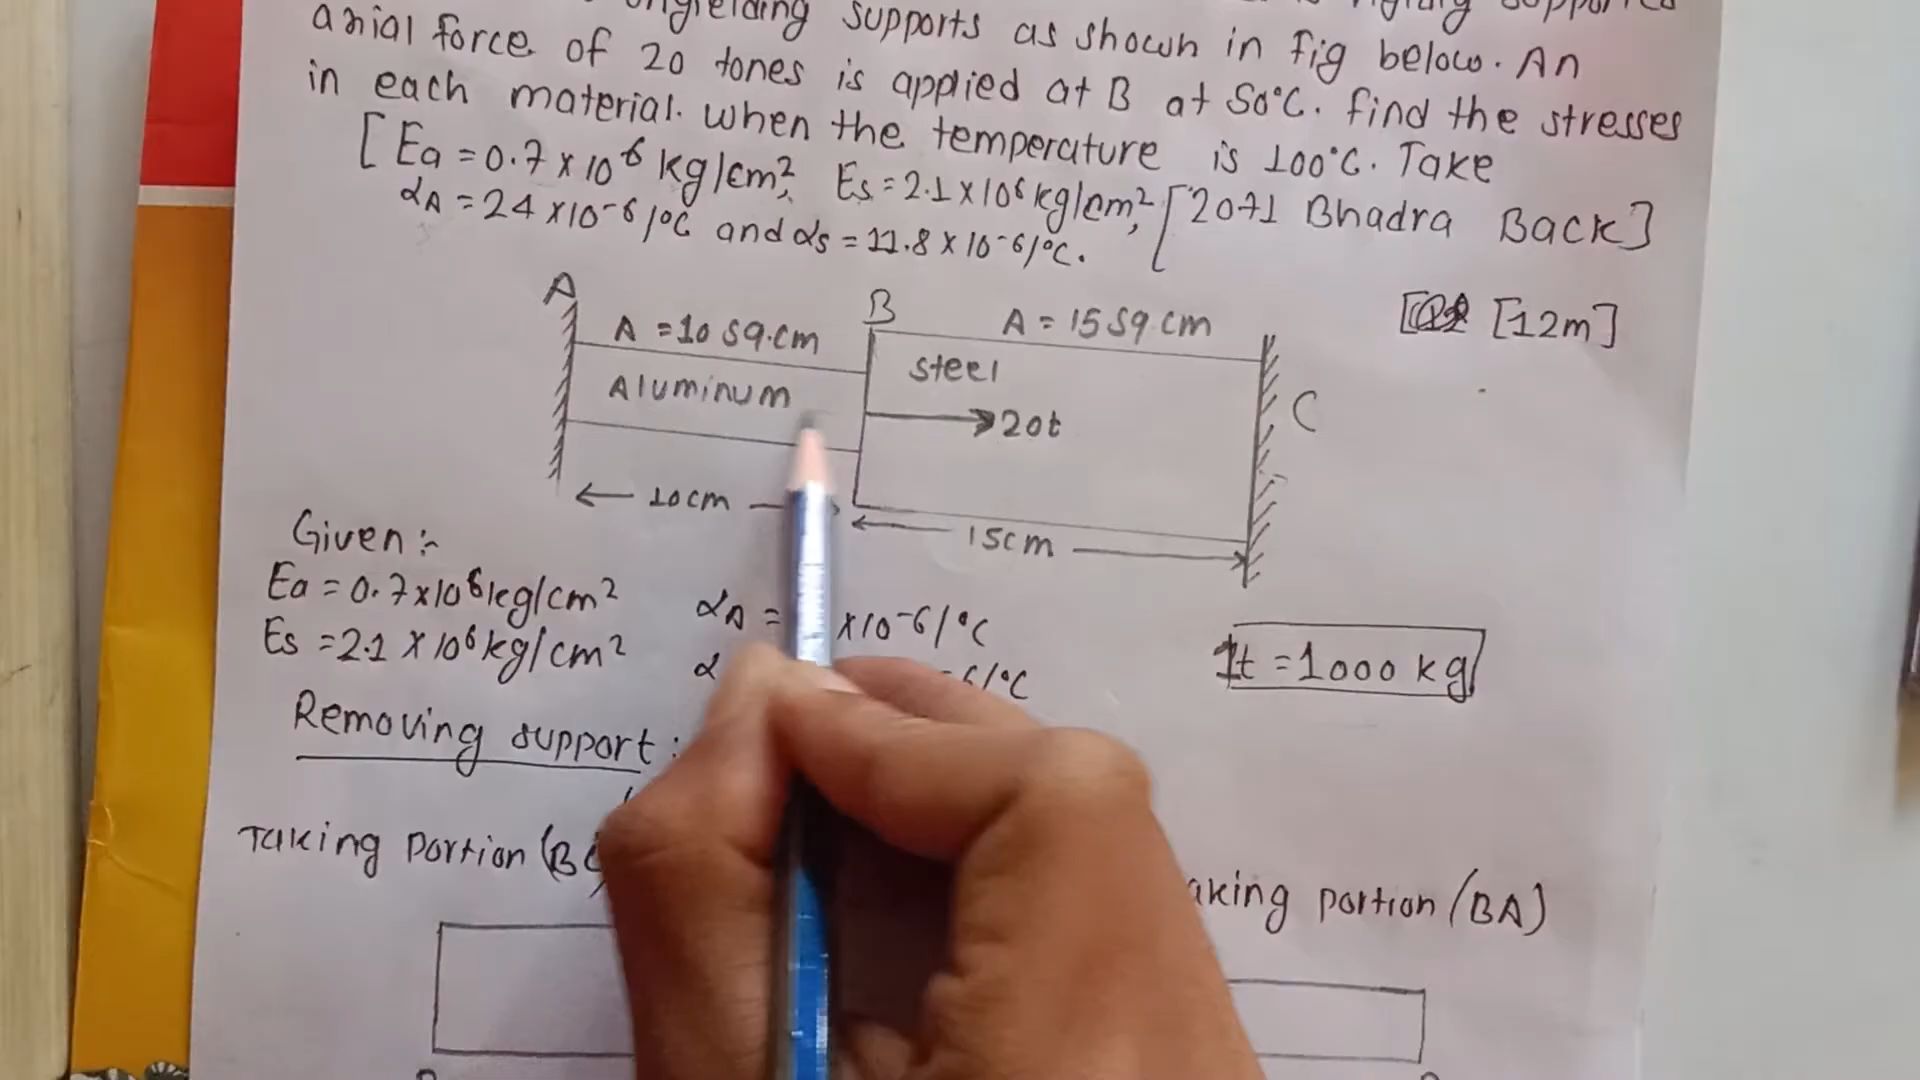 supports as shown in fig below. An
axial force of 20 tones is applied at B at 50°C. find the stresses
in each material. when the temperature is 100°C. Take
[Ea = 0.7 x 10^6 kg/cm², Es = 2.1 x 10^6 kg/cm², [2071 Bhadra Back]
αA = 24 x 10^-6/°C and αs = 11.8 x 10^-6/°C.
A
B
A = 10 sq.cm
A = 15 sq.cm
[12m]
Aluminum
steel
20t
C
10cm
15cm
Given:-
Ea = 0.7x10^6 kg/cm²
αA = x10^-6/°C
Es = 2.1 x 10^6 kg/cm²
α -6/°C
1t = 1000 kg
Removing support:
Taking portion (BC
aking portion (BA)